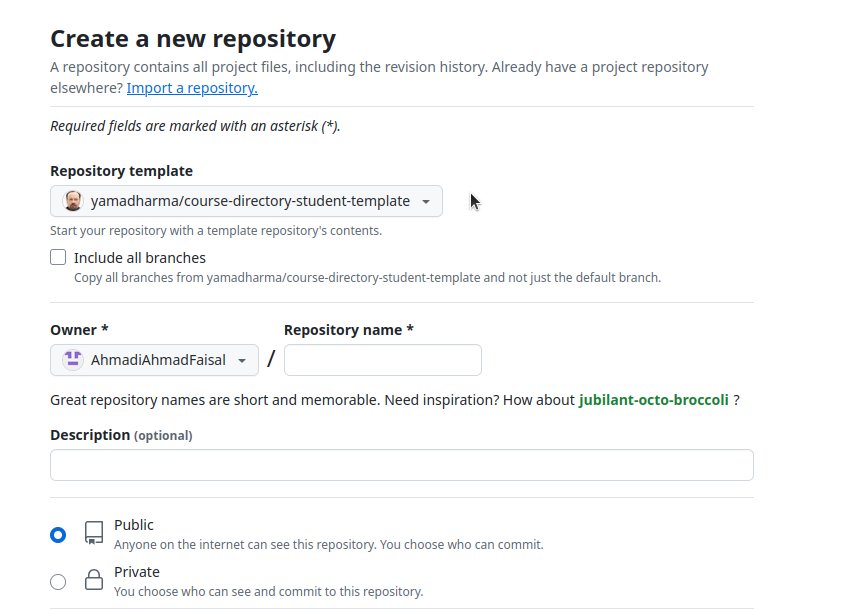 Create a new repository
A repository contains all project files, including the revision history. Already have a project repository
elsewhere? Import a repository.
Required fields are marked with an asterisk (*).
Repository template
yamadharma/course-directory-student-template
Start your repository with a template repository's contents.
Include all branches
Copy all branches from yamadharma/course-directory-student-template and not just the default branch.
Owner * Repository name *
AhmadiAhmadFaisal /
Great repository names are short and memorable. Need inspiration? How about jubilant-octo-broccoli ?
Description (optional)
Public
Anyone on the internet can see this repository. You choose who can commit.
Private
You choose who can see and commit to this repository.